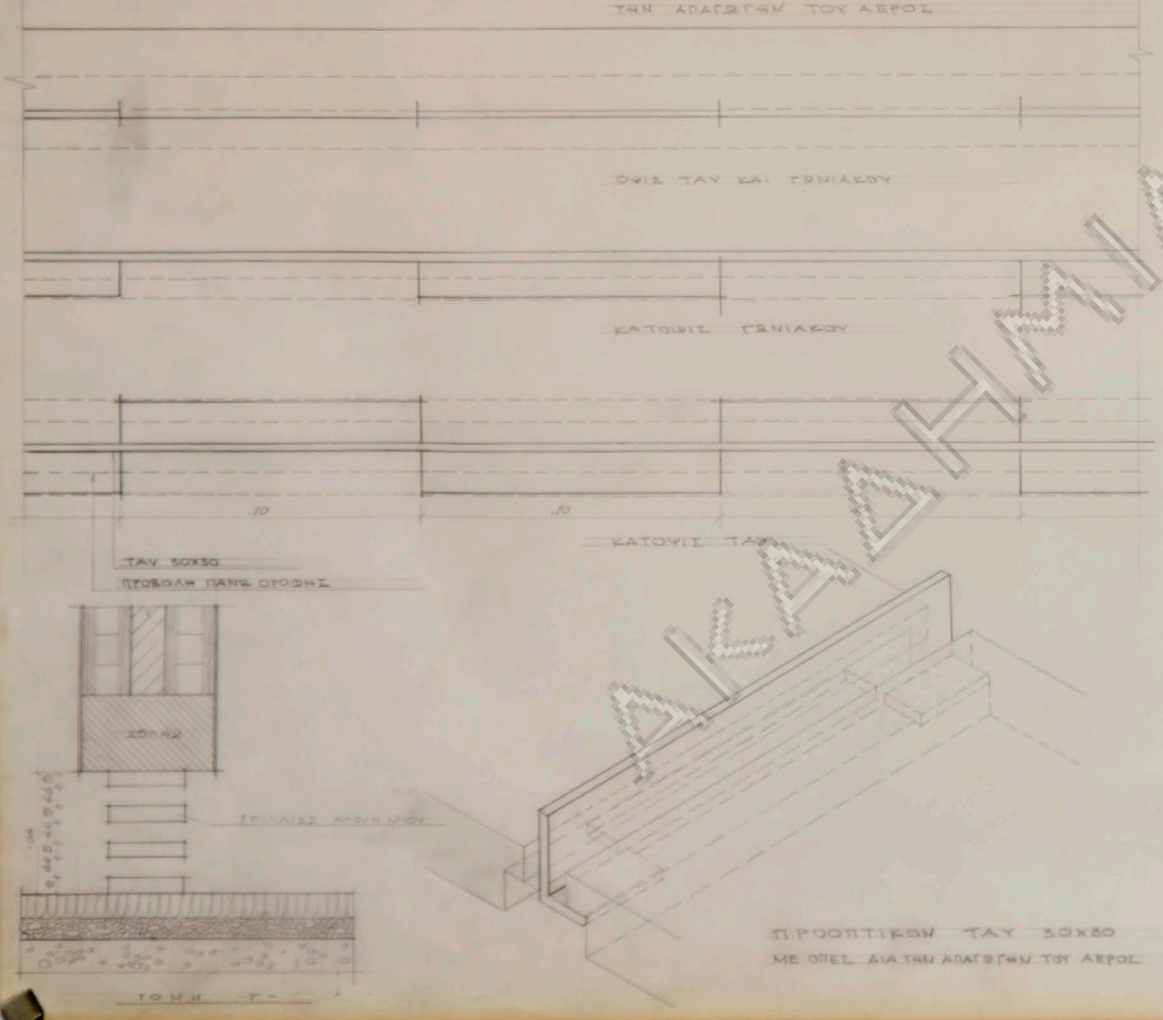 ΤΗΝ ΑΠΑΓΩΓΗΝ ΤΟΥ ΑΕΡΟΣ
ΟΨΙΣ ΤΑΥ ΚΑΙ ΓΩΝΙΑΚΟΥ
ΚΑΤΟΨΙΣ ΓΩΝΙΑΚΟΥ
.10 .10
ΚΑΤΟΨΙΣ ΤΑΥ
ΤΑΥ 30Χ30
ΠΡΟΒΟΛΗ ΠΑΝΩ ΟΡΟΦΗΣ
ΑΚΑΔΗΜΙΑ
ΠΡΟΟΠΤΙΚΟΝ ΤΑΥ 30Χ30
ΜΕ ΟΠΕΣ ΔΙΑ ΤΗΝ ΑΠΑΓΩΓΗΝ ΤΟΥ ΑΕΡΟΣ
ΤΟΜΗ -Γ-